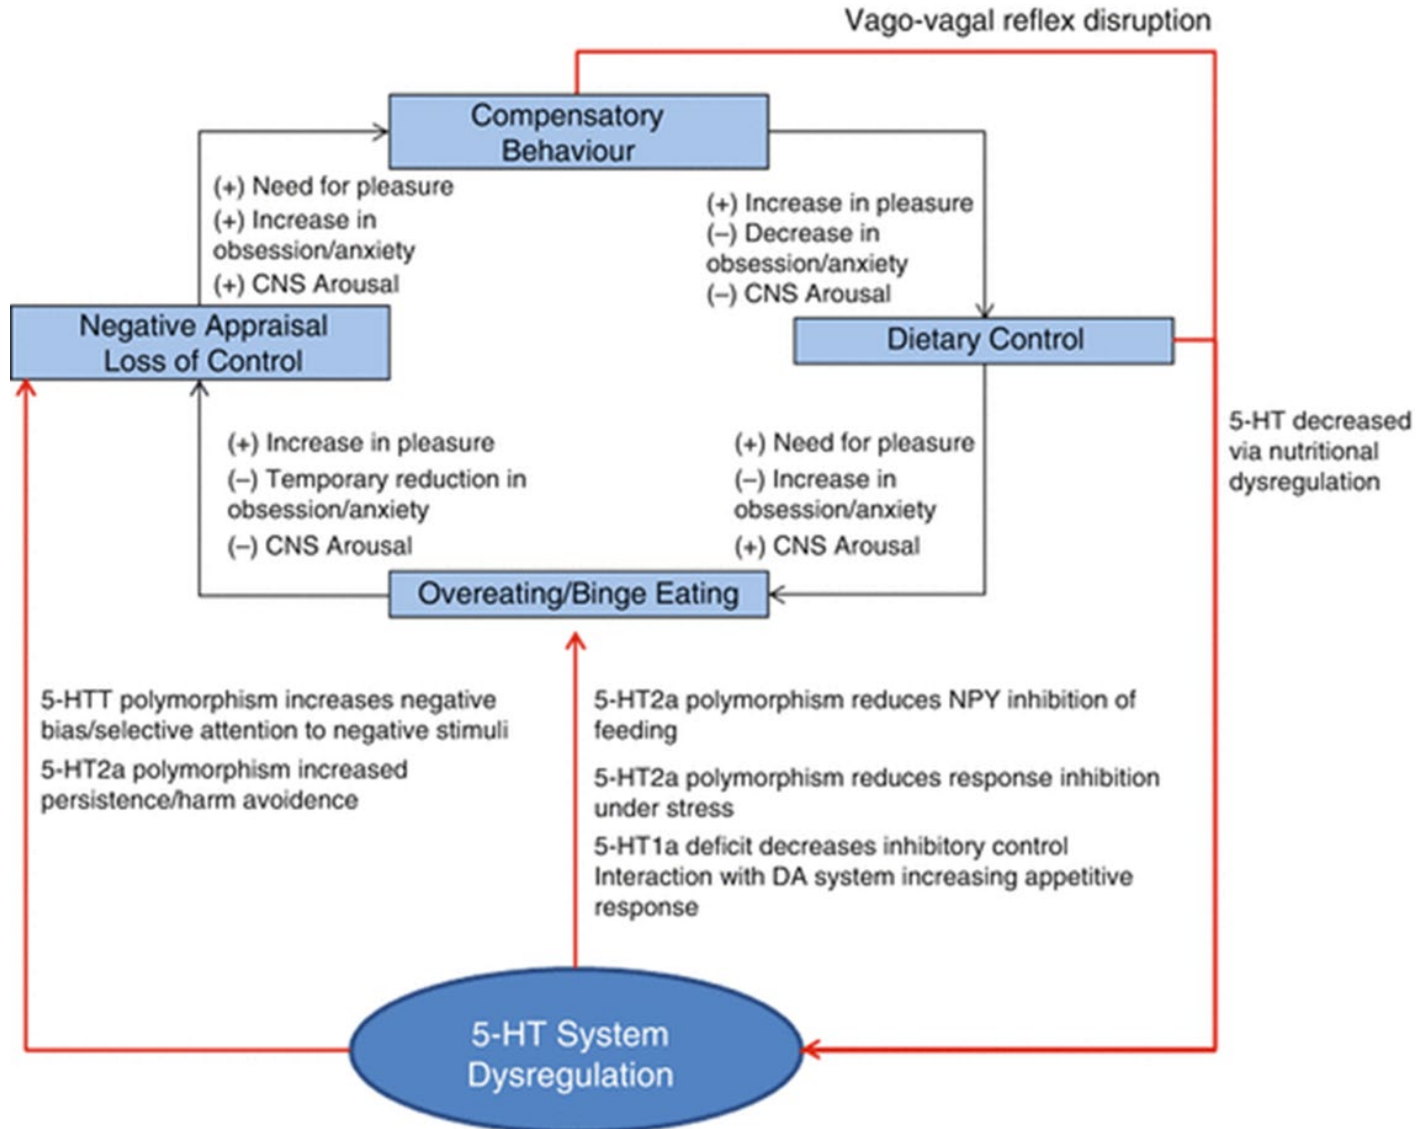 Vago-vagal reflex disruption
Compensatory
Behaviour
(+) Need for pleasure
(+) Increase in
obsession/anxiety
(+) CNS Arousal
(+) Increase in pleasure
(–) Decrease in
obsession/anxiety
(–) CNS Arousal
Negative Appraisal
Loss of Control
Dietary Control
5-HT decreased
via nutritional
dysregulation
(+) Increase in pleasure
(–) Temporary reduction in
obsession/anxiety
(–) CNS Arousal
(+) Need for pleasure
(–) Increase in
obsession/anxiety
(+) CNS Arousal
Overeating/Binge Eating
5-HTT polymorphism increases negative
bias/selective attention to negative stimuli
5-HT2a polymorphism increased
persistence/harm avoidence
5-HT2a polymorphism reduces NPY inhibition of
feeding
5-HT2a polymorphism reduces response inhibition
under stress
5-HT1a deficit decreases inhibitory control
Interaction with DA system increasing appetitive
response
5-HT System
Dysregulation